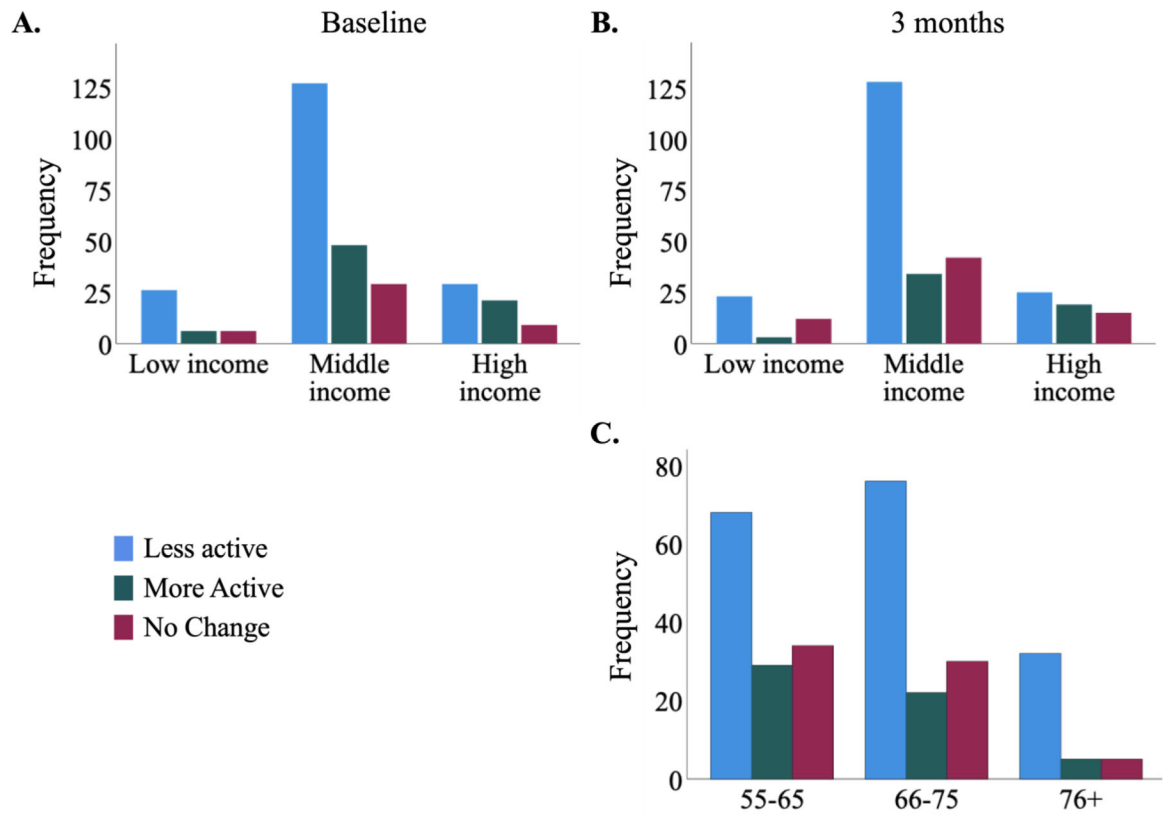 A.
Baseline
125
100
75
50
25
0
Frequency
Low income
Middle
income
High
income
B.
3 months
125
100
75
50
25
0
Frequency
Low income
Middle
income
High
income
Less active
More Active
No Change
C.
80
60
40
20
0
Frequency
55-65
66-75
76+